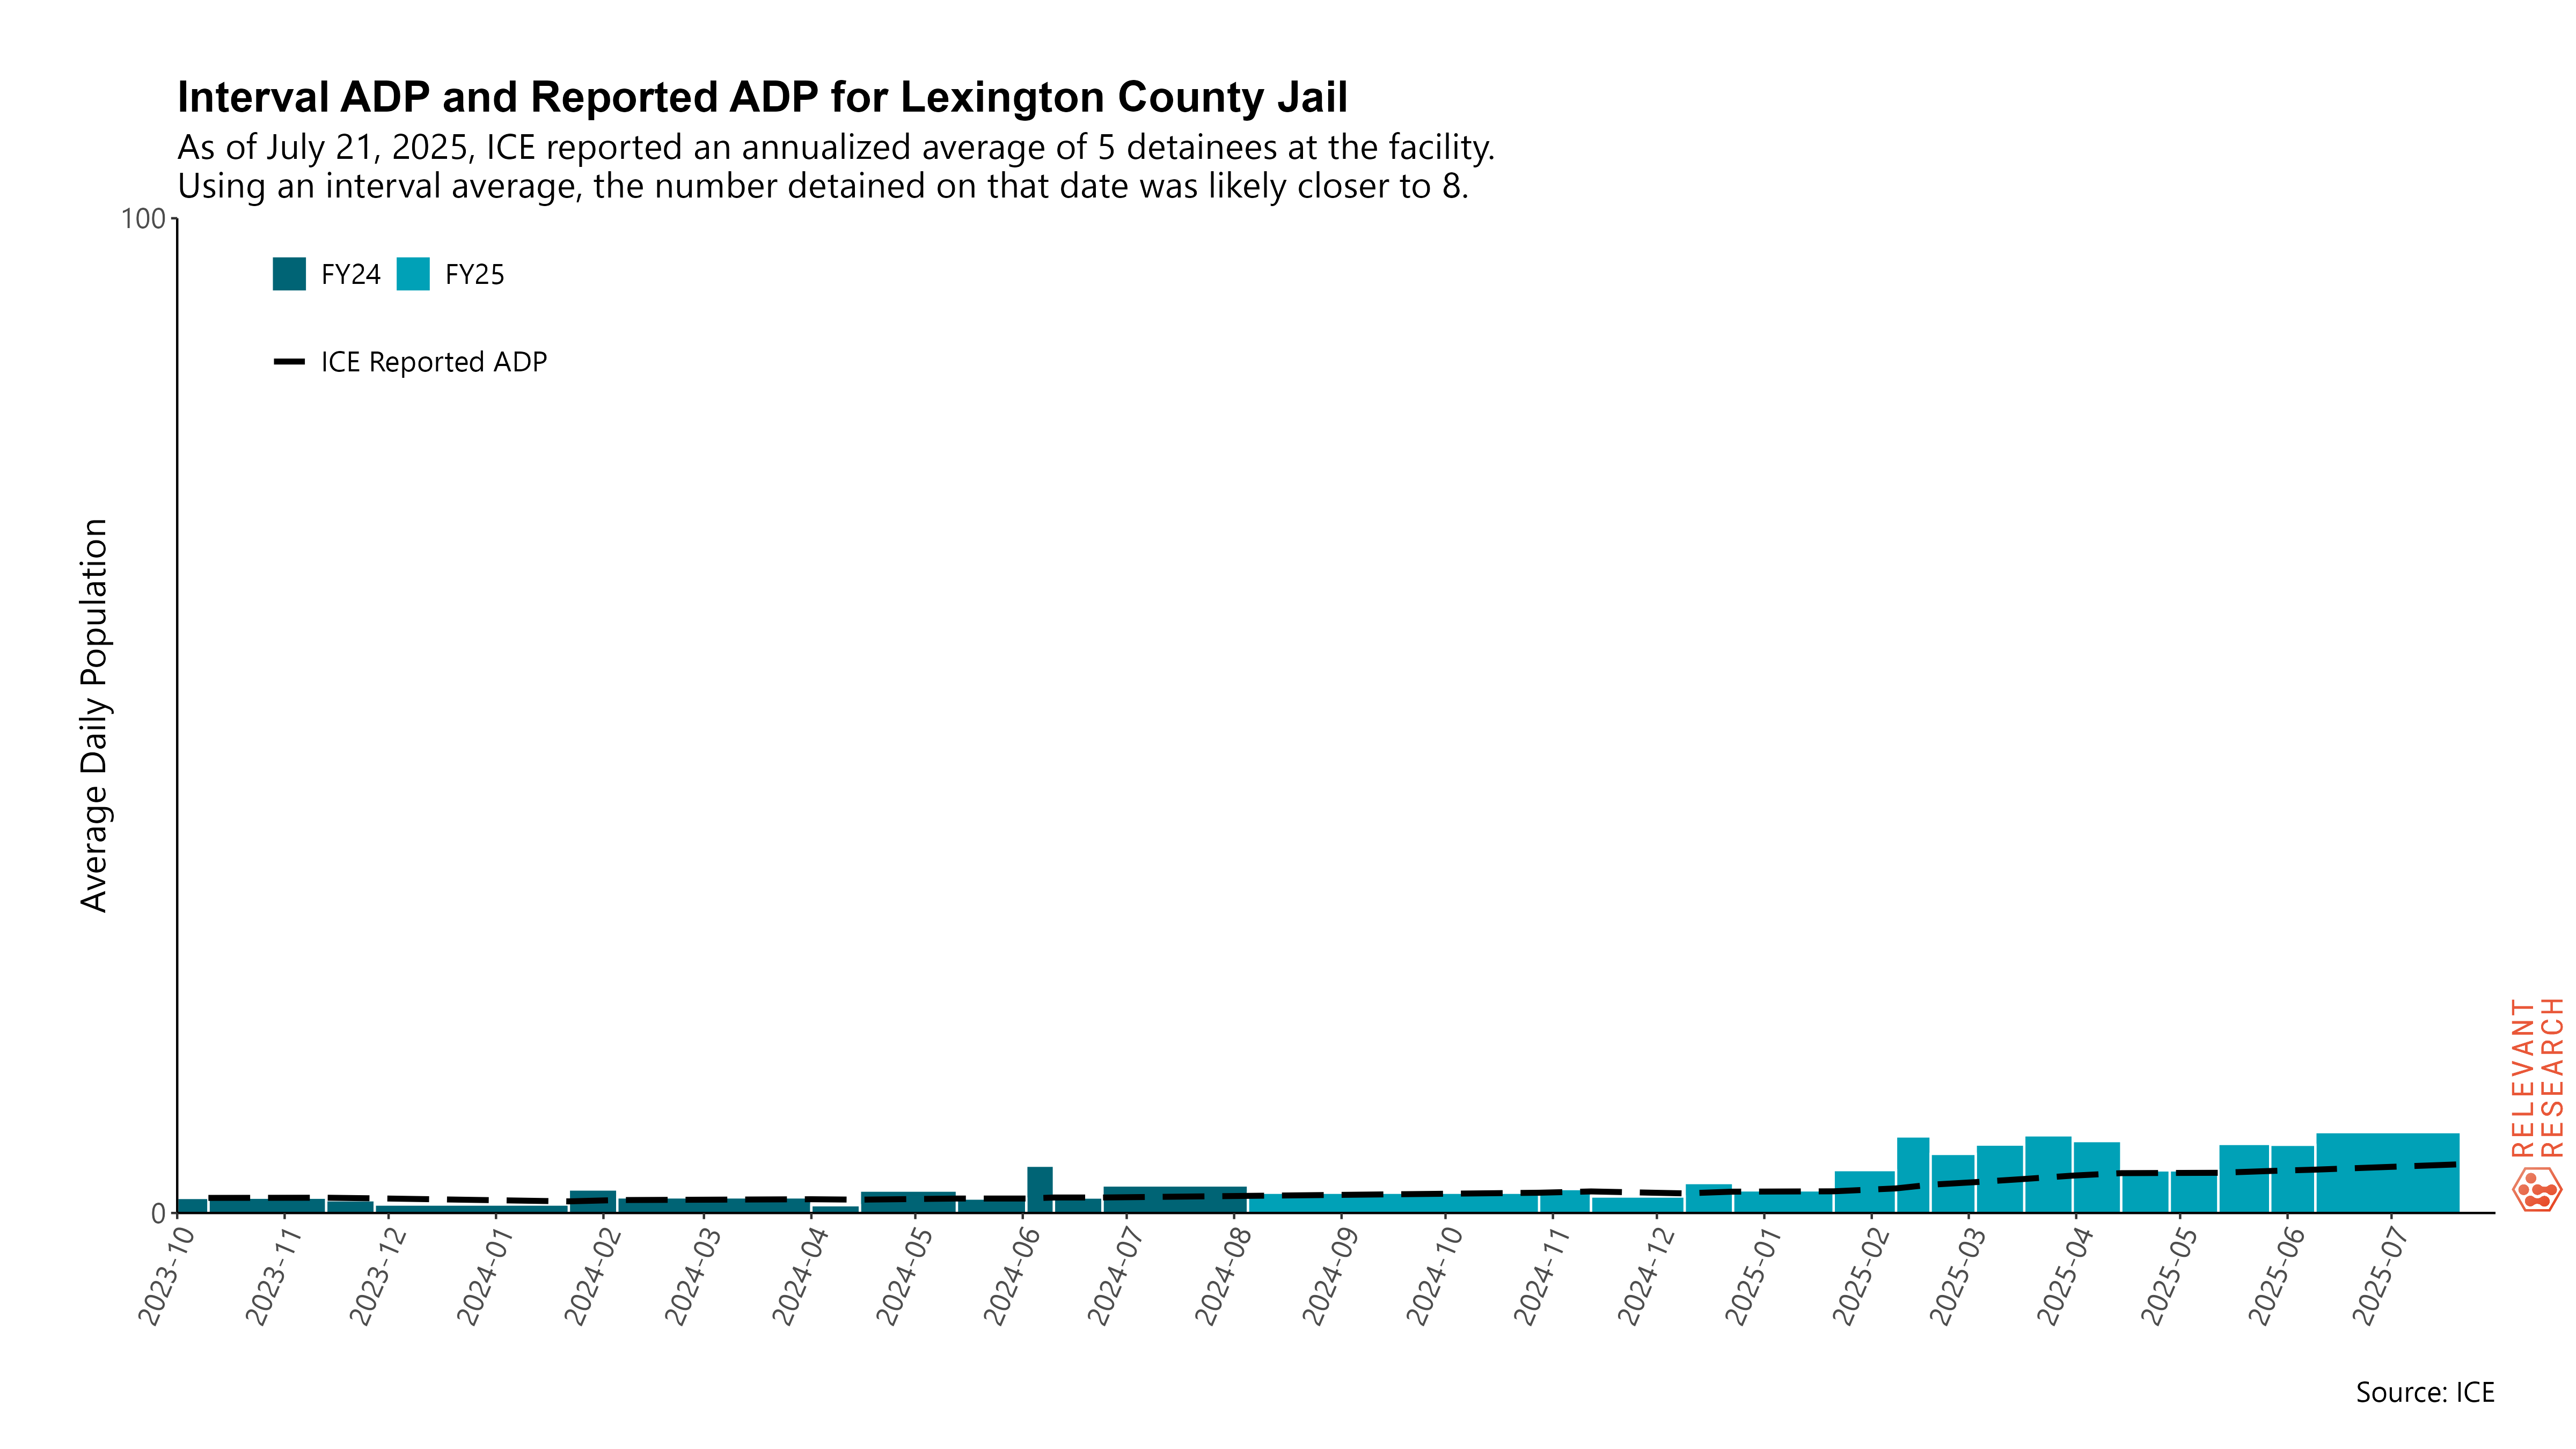 Interval ADP and Reported ADP for Lexington County Jail
As of July 21, 2025, ICE reported an annualized average of 5 detainees at the facility.
Using an interval average, the number detained on that date was likely closer to 8.
100
FY24 FY25
ICE Reported ADP
Average Daily Population
0
2023-10
2023-11
2023-12
2024-01
2024-02
2024-03
2024-04
2024-05
2024-06
2024-07
2024-08
2024-09
2024-10
2024-11
2024-12
2025-01
2025-02
2025-03
2025-04
2025-05
2025-06
2025-07
RELEVANT
RESEARCH
Source: ICE